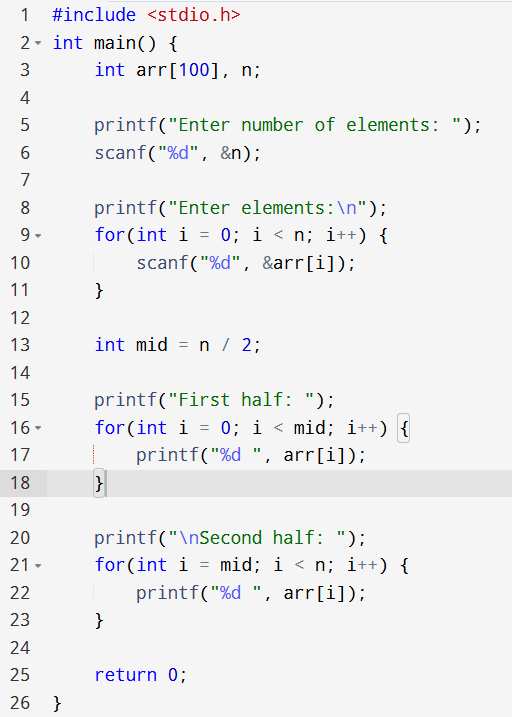 1 #include <stdio.h>
2 int main() {
3     int arr[100], n;
4
5     printf("Enter number of elements: ");
6     scanf("%d", &n);
7
8     printf("Enter elements:\n");
9     for(int i = 0; i < n; i++) {
10         scanf("%d", &arr[i]);
11     }
12
13     int mid = n / 2;
14
15     printf("First half: ");
16     for(int i = 0; i < mid; i++) {
17         printf("%d ", arr[i]);
18     }
19
20     printf("\nSecond half: ");
21     for(int i = mid; i < n; i++) {
22         printf("%d ", arr[i]);
23     }
24
25     return 0;
26 }